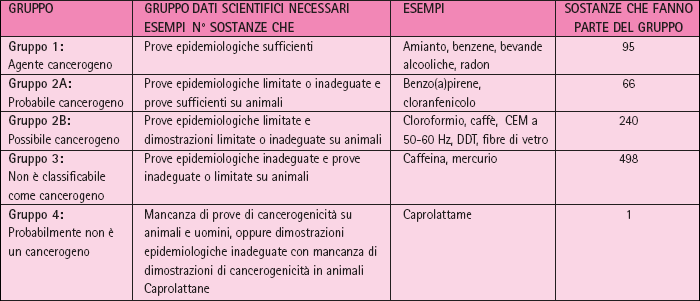 GRUPPO
GRUPPO DATI SCIENTIFICI NECESSARI
ESEMPI N° SOSTANZE CHE
ESEMPI
SOSTANZE CHE FANNO
PARTE DEL GRUPPO
Gruppo 1:
Agente cancerogeno
Prove epidemiologiche sufficienti
Amianto, benzene, bevande
alcooliche, radon
95
Gruppo 2A:
Probabile cancerogeno
Prove epidemiologiche limitate o inadeguate e
prove sufficienti su animali
Benzo(a)pirene,
cloranfenicolo
66
Gruppo 2B:
Possibile cancerogeno
Prove epidemiologiche limitate e
dimostrazioni limitate o inadeguate su animali
Cloroformio, caffè, CEM a
50-60 Hz, DDT, fibre di vetro
240
Gruppo 3:
Non è classificabile
come cancerogeno
Prove epidemiologiche inadeguate e prove
inadeguate o limitate su animali
Caffeina, mercurio
498
Gruppo 4:
Probabilmente non è
un cancerogeno
Mancanza di prove di cancerogenicità su
animali e uomini, oppure dimostrazioni
epidemiologiche inadeguate con mancanza di
dimostrazioni di cancerogenicità in animali
Caprolattane
Caprolattame
1